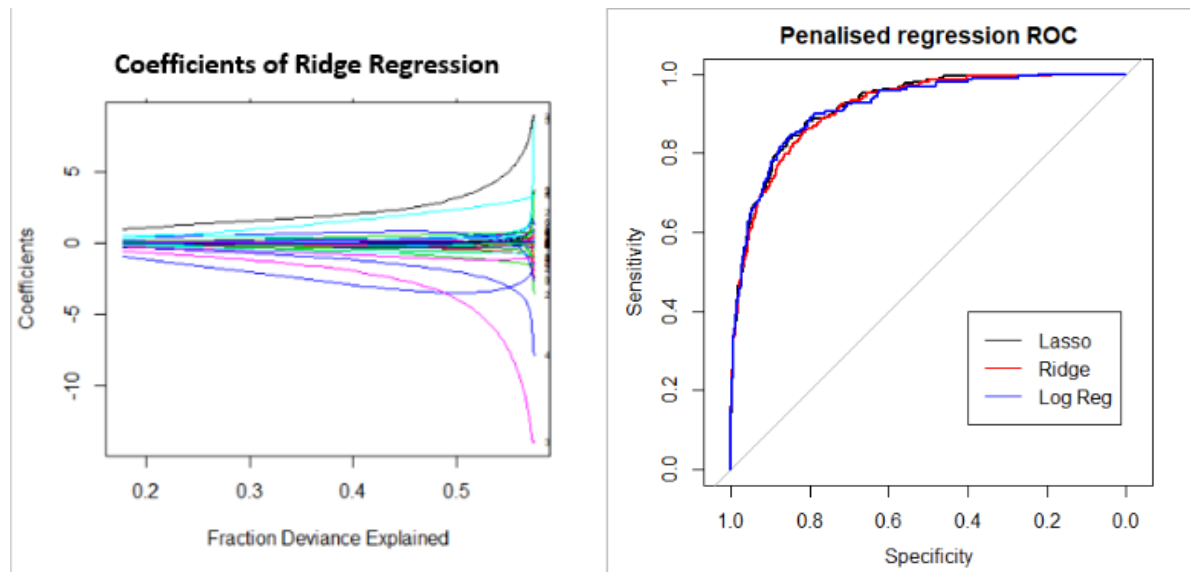 Coefficients of Ridge Regression
Coefficients
5
0
-5
-10
0.2 0.3 0.4 0.5
Fraction Deviance Explained
4
Penalised regression ROC
Sensitivity
1.0
0.8
0.6
0.4
0.2
0.0
Lasso
Ridge
Log Reg
1.0 0.8 0.6 0.4 0.2 0.0
Specificity